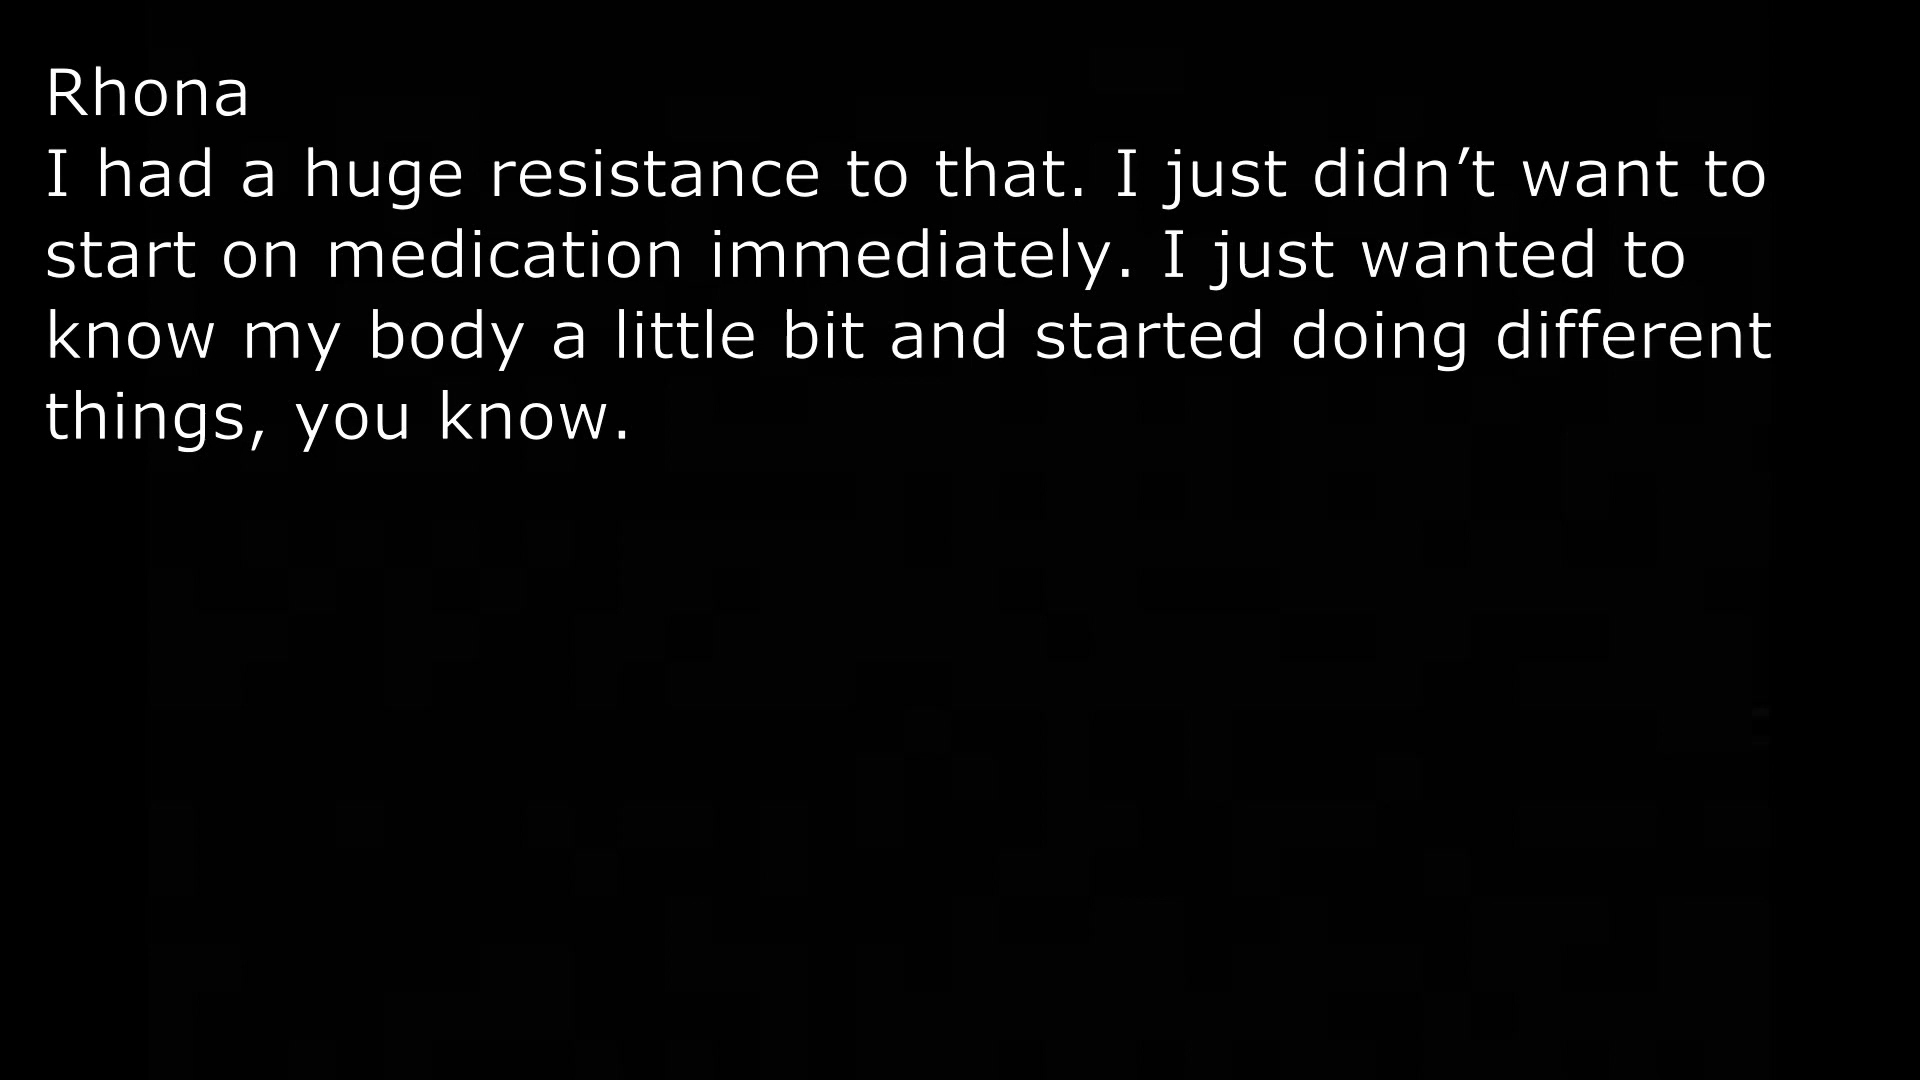 Rhona
I had a huge resistance to that. I just didn’t want to
start on medication immediately. I just wanted to
know my body a little bit and started doing different
things, you know.